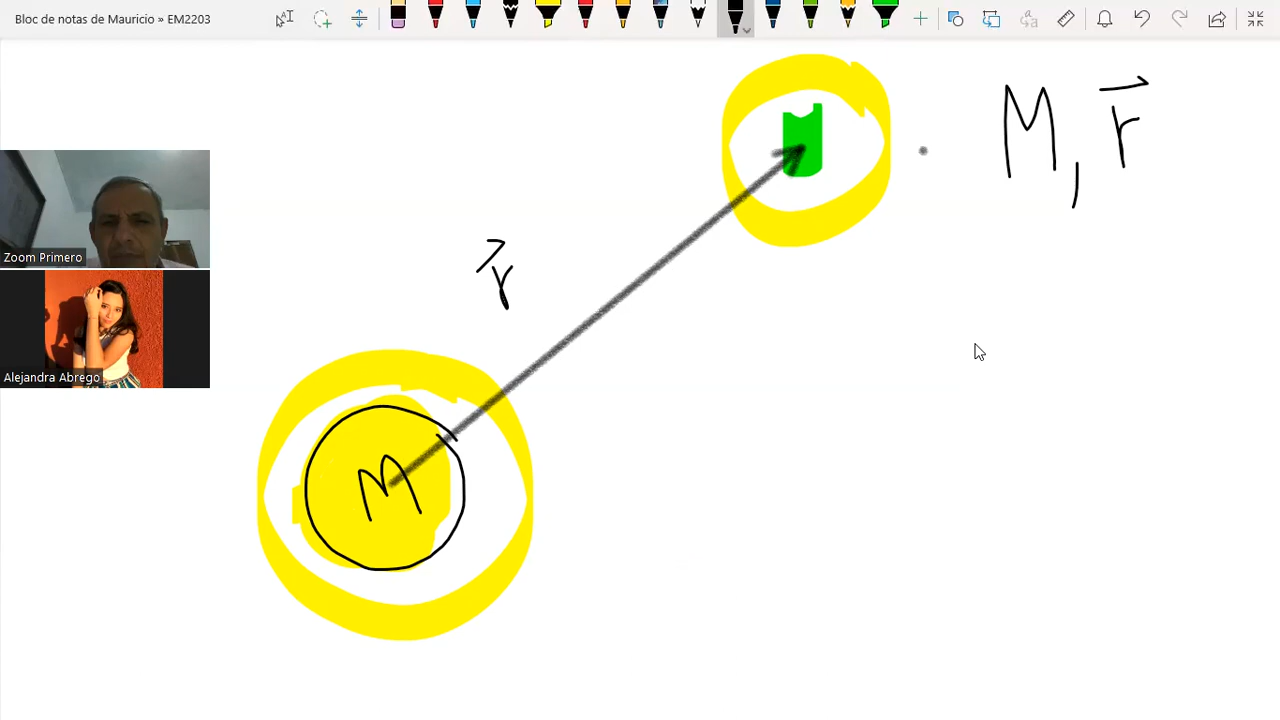 Bloc de notas de Mauricio » EM2203
M, r⃗
Zoom Primero
r⃗
Alejandra Abrego
M